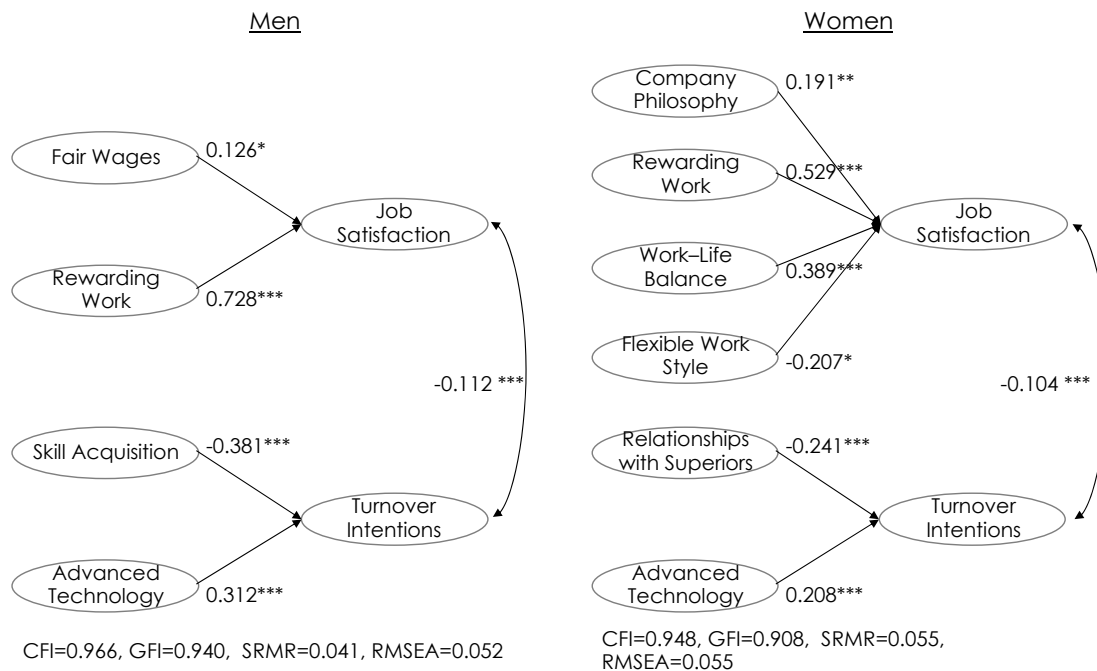 Men
Fair Wages
0.126*
Rewarding
Work
0.728***
Job
Satisfaction
-0.112 ***
Skill Acquisition
-0.381***
Advanced
Technology
0.312***
Turnover
Intentions
CFI=0.966, GFI=0.940, SRMR=0.041, RMSEA=0.052
Women
Company
Philosophy
0.191**
Rewarding
Work
0.529***
Work–Life
Balance
0.389***
Flexible Work
Style
-0.207*
Job
Satisfaction
-0.104 ***
Relationships
with Superiors
-0.241***
Advanced
Technology
0.208***
Turnover
Intentions
CFI=0.948, GFI=0.908, SRMR=0.055,
RMSEA=0.055